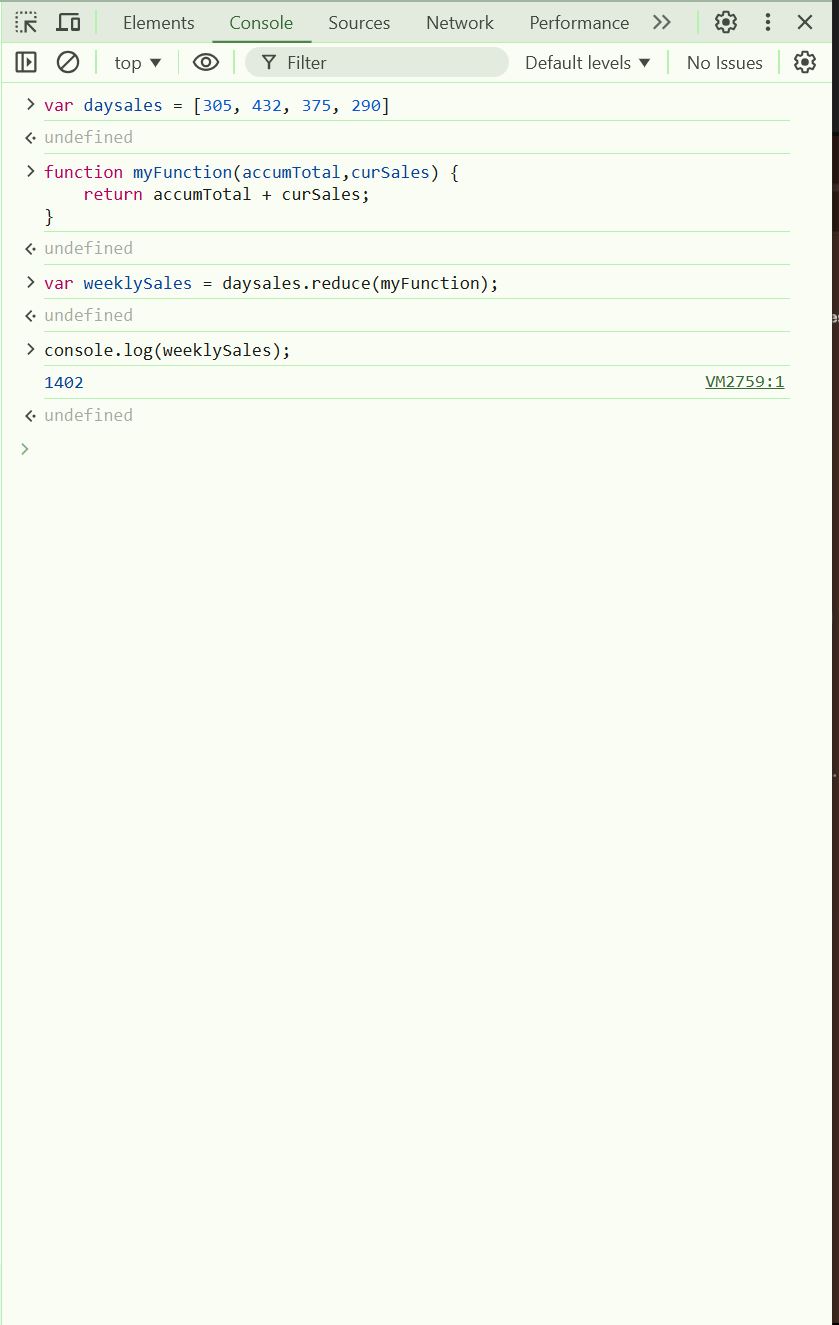 Elements Console Sources Network Performance
top Filter Default levels No Issues
> var daysales = [305, 432, 375, 290]
undefined
> function myFunction(accumTotal,curSales) {
    return accumTotal + curSales;
}
undefined
> var weeklySales = daysales.reduce(myFunction);
undefined
> console.log(weeklySales);
1402 VM2759:1
undefined
>